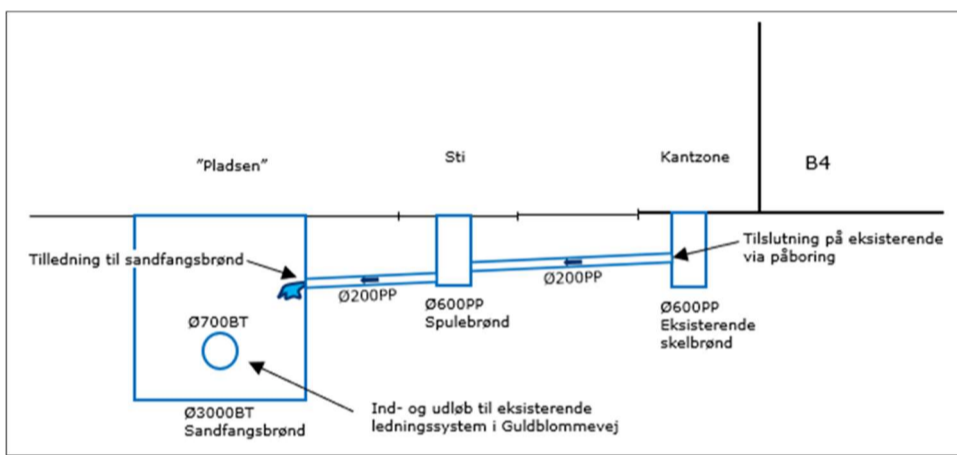 "Pladsen"
Sti
Kantzone
B4
Tilledning til sandfangsbrønd
Tilslutning på eksisterende
via påboring
Ø200PP
Ø200PP
Ø600PP
Spulebrønd
Ø600PP
Eksisterende
skelbrønd
Ø700BT
Ø3000BT
Sandfangsbrønd
Ind- og udløb til eksisterende
ledningssystem i Guldblommevej